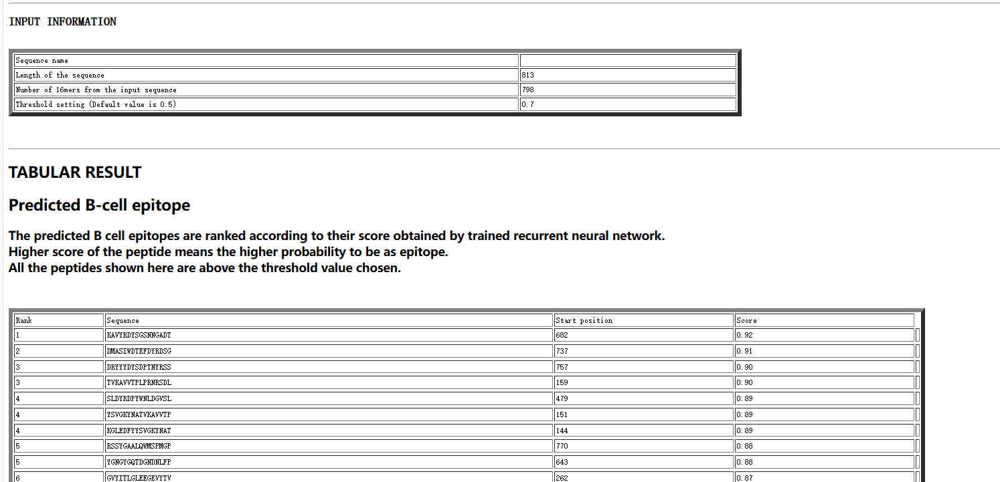 INPUT INFORMATION
Sequence name
Length of the sequence 813
Number of 16mers from the input sequence 798
Threshold setting (Default value is 0.5) 0.7
TABULAR RESULT
Predicted B-cell epitope
The predicted B cell epitopes are ranked according to their score obtained by trained recurrent neural network.
Higher score of the peptide means the higher probability to be as epitope.
All the peptides shown here are above the threshold value chosen.
Rank Sequence Start position Score
1 KAVYRDYSGSNNGADT 682 0.92
2 DMASIWDTEFDYRDSG 737 0.91
3 DRYYYDYSDPTNYRSS 757 0.90
3 TVKAVVTPLPRNRSDL 159 0.90
4 SLDYRDPYWNLDGVSL 479 0.89
4 YSVGKYNATVKAVVTP 151 0.89
4 KGLEDFYYSVGKYNAT 144 0.89
5 RSSYGAALQWMSPMGP 770 0.88
5 YGNGYGQTDGNDNLFP 643 0.88
6 GVYITLGLEEGEVYTV 262 0.87